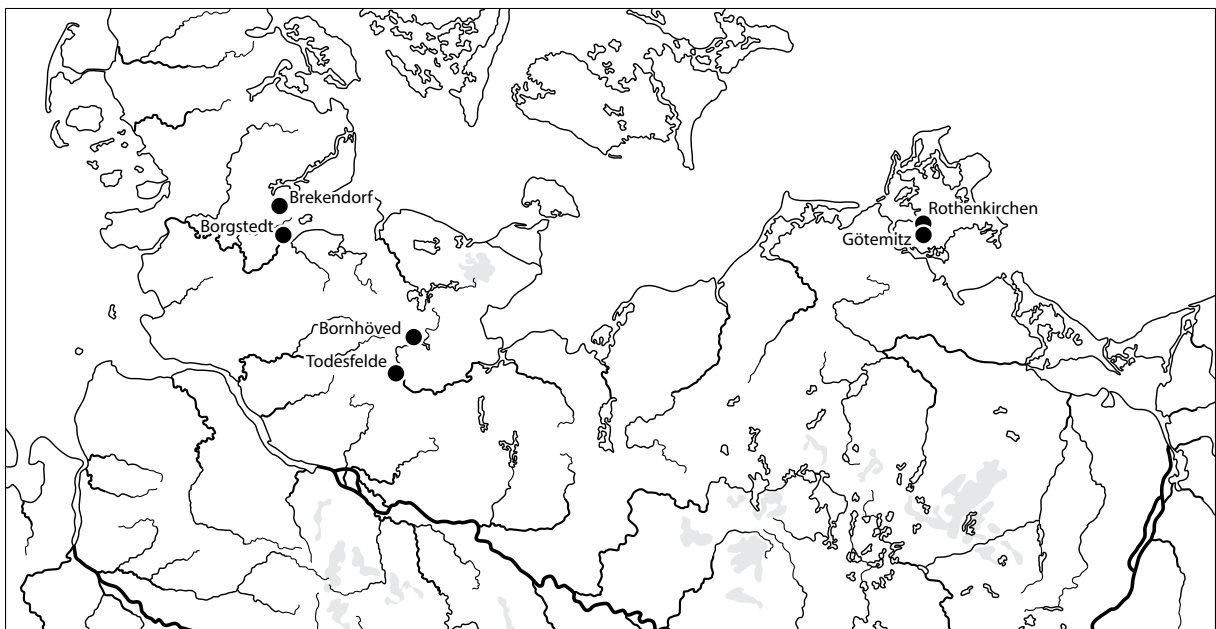 Brekendorf
Rothenkirchen
Borgstedt
Götemitz
Bornhöved
Todesfelde